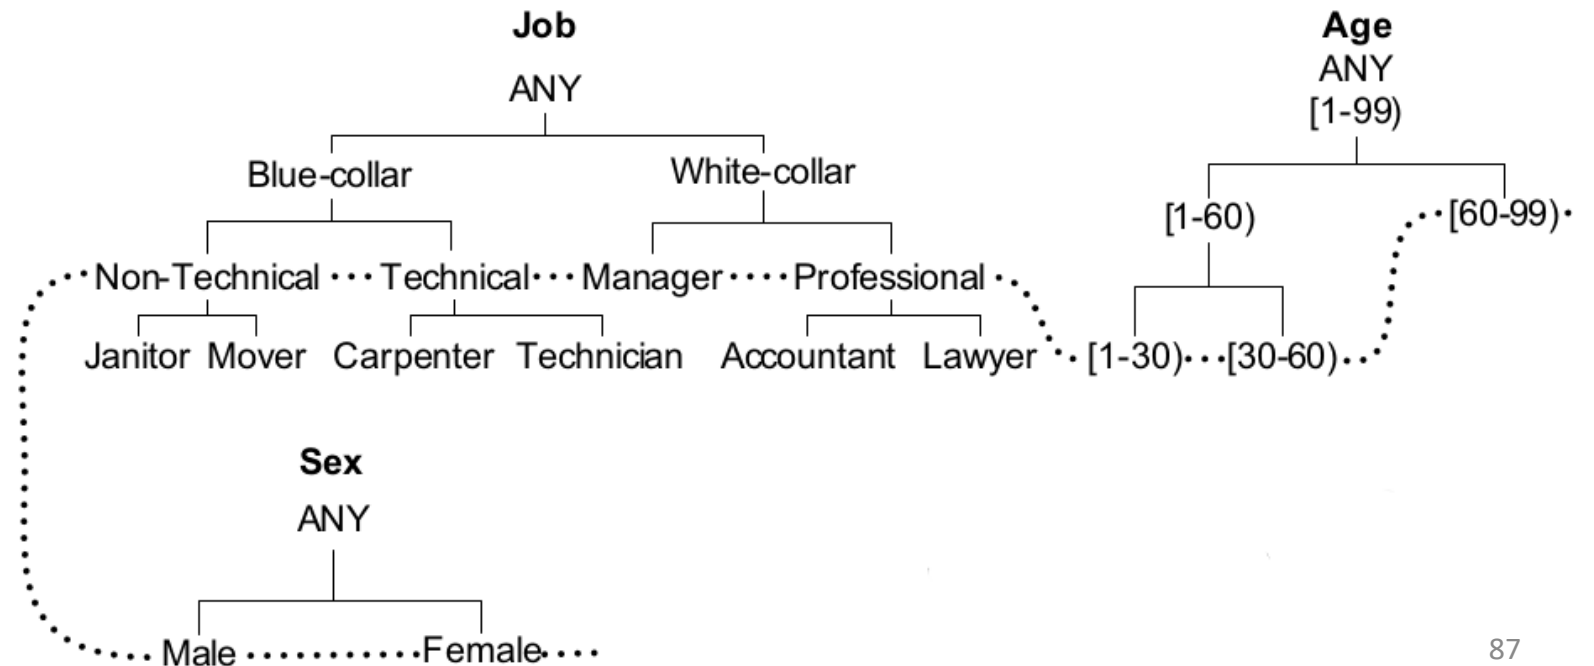 Job
ANY
Blue-collar
White-collar
Non-Technical
Technical
Manager
Professional
Janitor
Mover
Carpenter
Technician
Accountant
Lawyer
Age
ANY
[1-99)
[1-60)
[60-99)
[1-30)
[30-60)
Sex
ANY
Male
Female
87